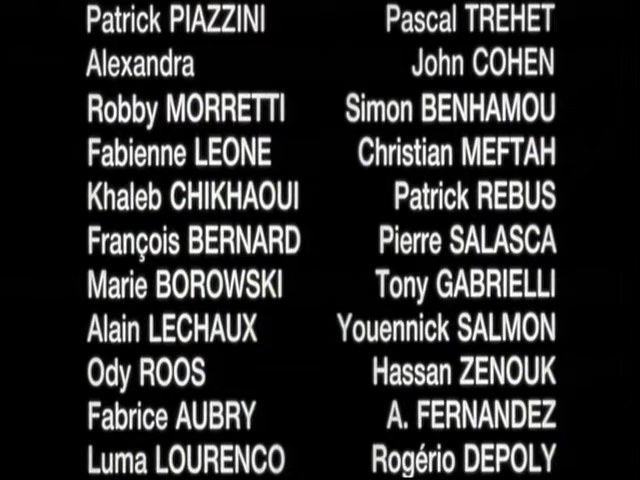 Patrick PIAZZINI Pascal TREHET
Alexandra John COHEN
Robby MORRETTI Simon BENHAMOU
Fabienne LEONE Christian MEFTAH
Khaleb CHIKHAOUI Patrick REBUS
François BERNARD Pierre SALASCA
Marie BOROWSKI Tony GABRIELLI
Alain LECHAUX Youennick SALMON
Ody ROOS Hassan ZENOUK
Fabrice AUBRY A. FERNANDEZ
Luma LOURENCO Rogério DEPOLY